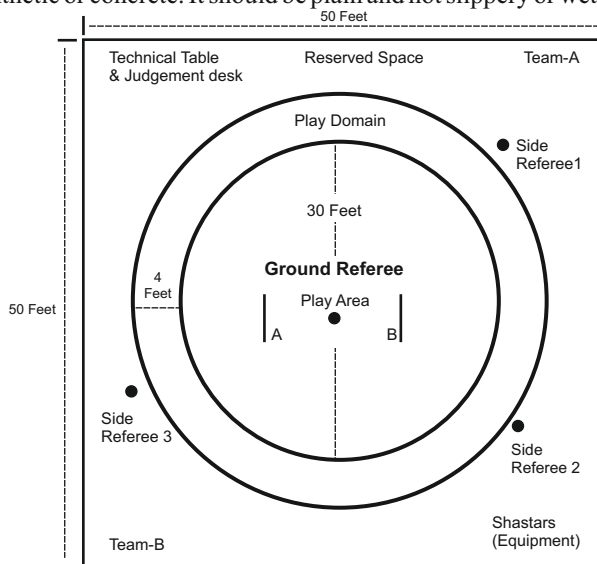 thetic or concrete. It should be plain and not slippery or wet
50 Feet
Technical Table
& Judgement desk
Reserved Space
Team-A
Play Domain
Side
Referee1
30 Feet
Ground Referee
4
Feet
Play Area
50 Feet
A
B
Side
Referee 3
Side
Referee 2
Shastars
(Equipment)
Team-B